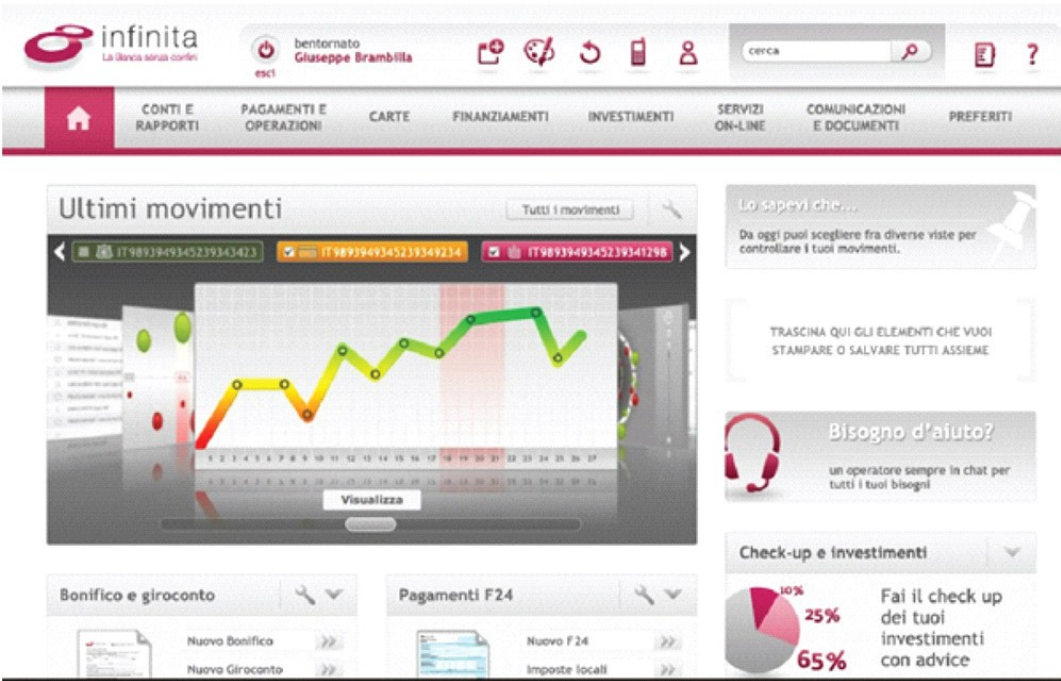 infinita
La Banca senza confini
esci
bentornato
Giuseppe Brambilla
cerca
?
CONTI E
RAPPORTI
PAGAMENTI E
OPERAZIONI
CARTE
FINANZIAMENTI
INVESTIMENTI
SERVIZI
ON-LINE
COMUNICAZIONI
E DOCUMENTI
PREFERITI
Ultimi movimenti
Tutti i movimenti
IT9893949345239343423
IT9893949345239349234
IT9893949345239341298
1 2 3 4 5 6 7 8 9 10 11 12 13 14 15 16 17 18 19 20 21 22 23 24 25 26 27
Visualizza
Lo sapevi che...
Da oggi puoi scegliere fra diverse viste per
controllare i tuoi movimenti.
TRASCINA QUI GLI ELEMENTI CHE VUOI
STAMPARE O SALVARE TUTTI ASSIEME
Bisogno d'aiuto?
un operatore sempre in chat per
tutti i tuoi bisogni
Bonifico e giroconto
Nuovo Bonifico
Nuovo Giroconto
Pagamenti F24
Nuovo F24
Imposte locali
Check-up e investimenti
10%
25%
65%
Fai il check up
dei tuoi
investimenti
con advice